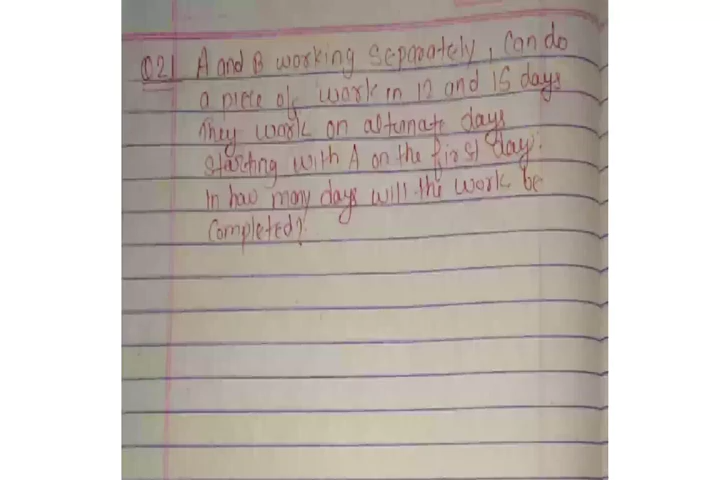 Q2] A and B working separately, can do
a piece of work in 12 and 15 days
They work on alternate days
starting with A on the first day.
In how many days will the work be
completed?